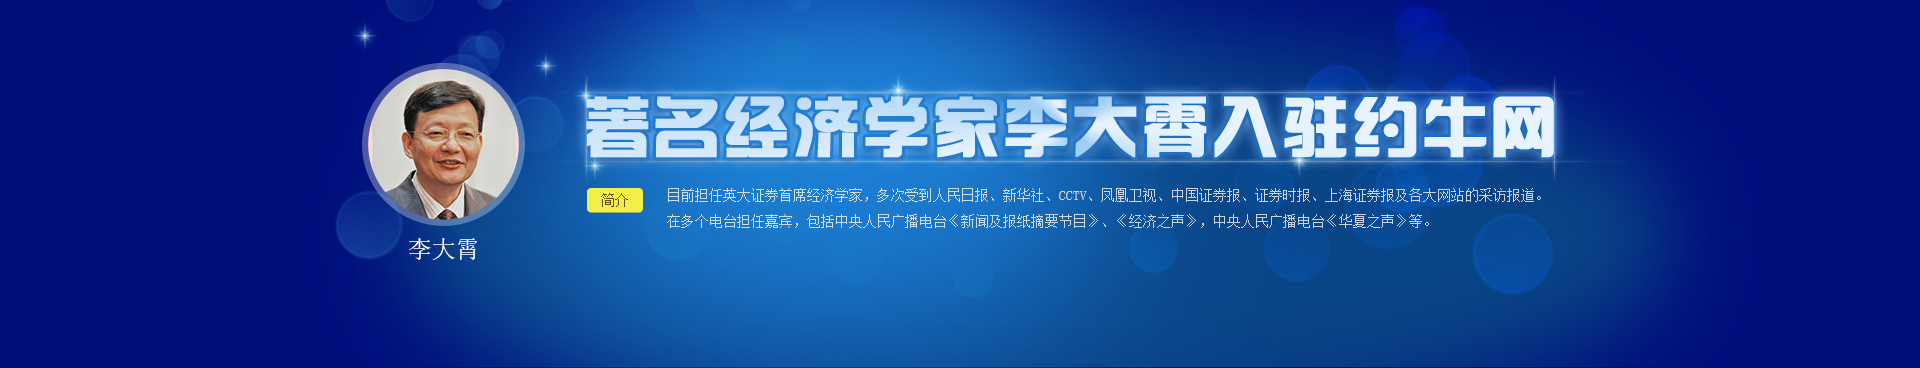 著名经济学家李大霄入驻约牛网
简介
目前担任英大证券首席经济学家，多次受到人民日报、新华社、CCTV、凤凰卫视、中国证券报、证券时报、上海证券报及各大网站的采访报道。
在多个电台担任嘉宾，包括中央人民广播电台《新闻及报纸摘要节目》、《经济之声》，中央人民广播电台《华夏之声》等。
李大霄